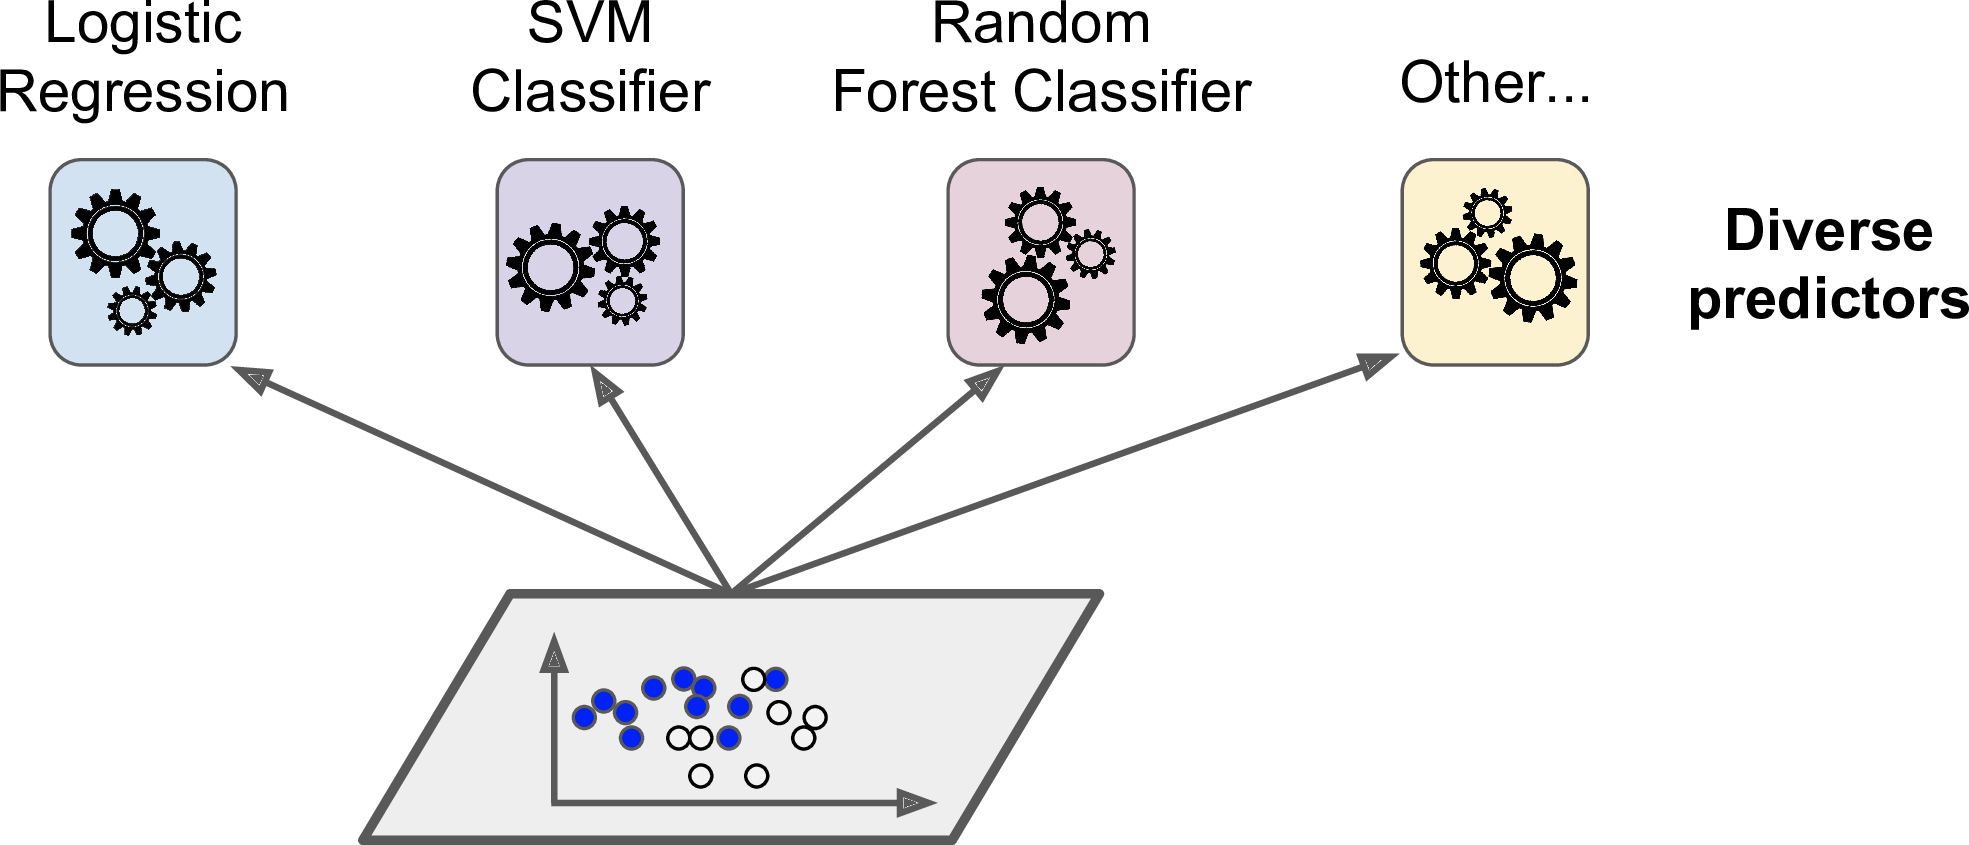 Logistic
Regression
SVM
Classifier
Random
Forest Classifier
Other...
Diverse
predictors